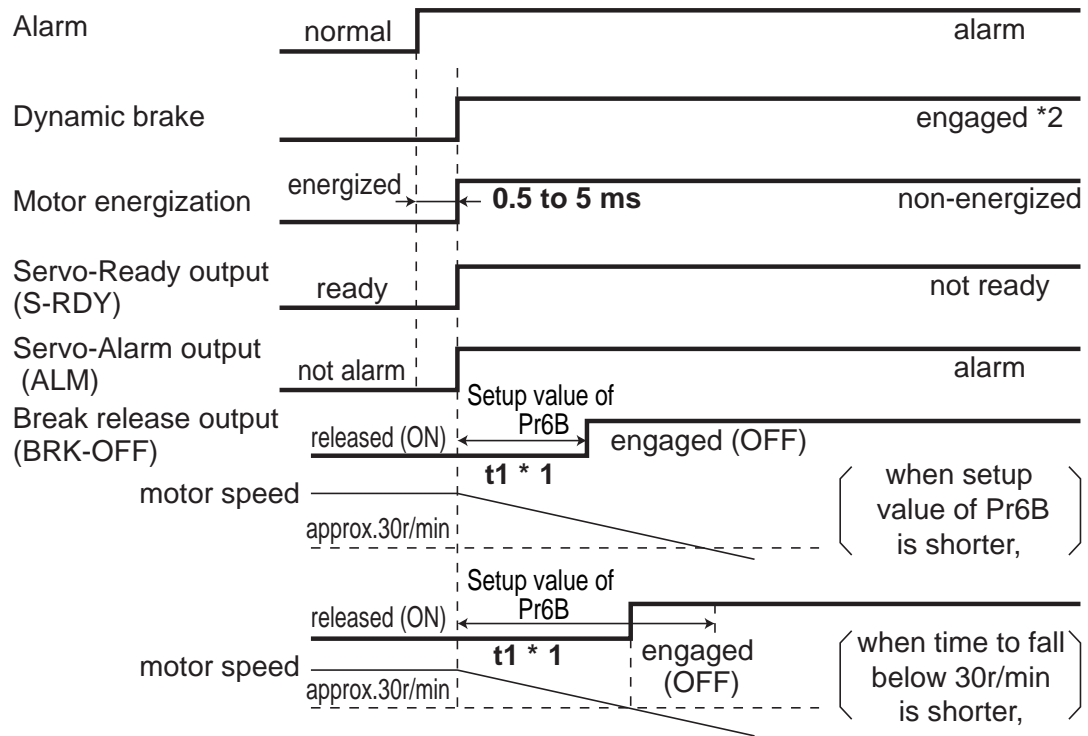 Alarm normal alarm
Dynamic brake engaged *2
Motor energization energized 0.5 to 5 ms non-energized
Servo-Ready output
(S-RDY) ready not ready
Servo-Alarm output
(ALM) not alarm alarm
Setup value of
Pr6B
Break release output
(BRK-OFF) released (ON) engaged (OFF)
t1 * 1
motor speed
approx.30r/min
when setup
value of Pr6B
is shorter,
Setup value of
Pr6B
released (ON)
t1 * 1
engaged
(OFF)
motor speed
approx.30r/min
when time to fall
below 30r/min
is shorter,